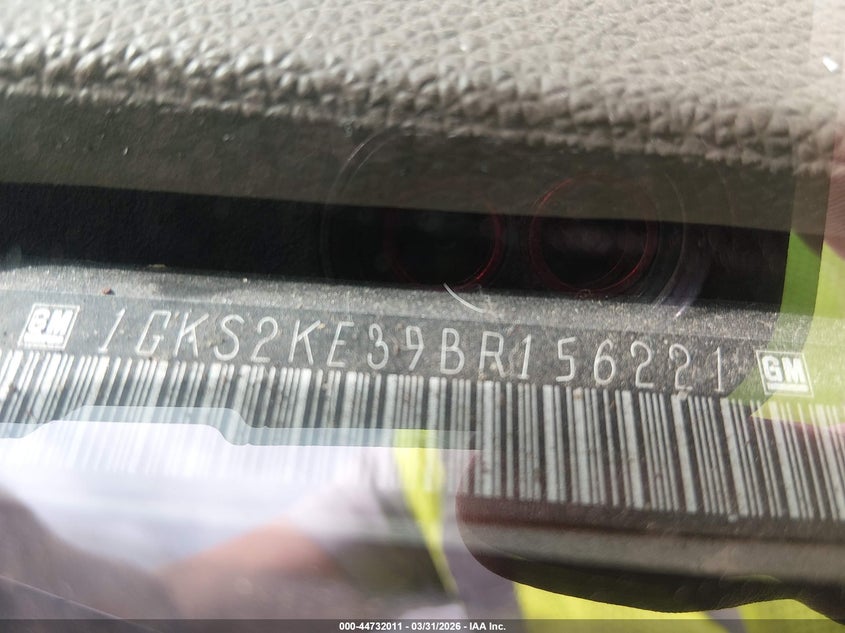 GM 1GKS2KE39BR156221 GM
000-44732011 - 03/31/2026 - IAA Inc.